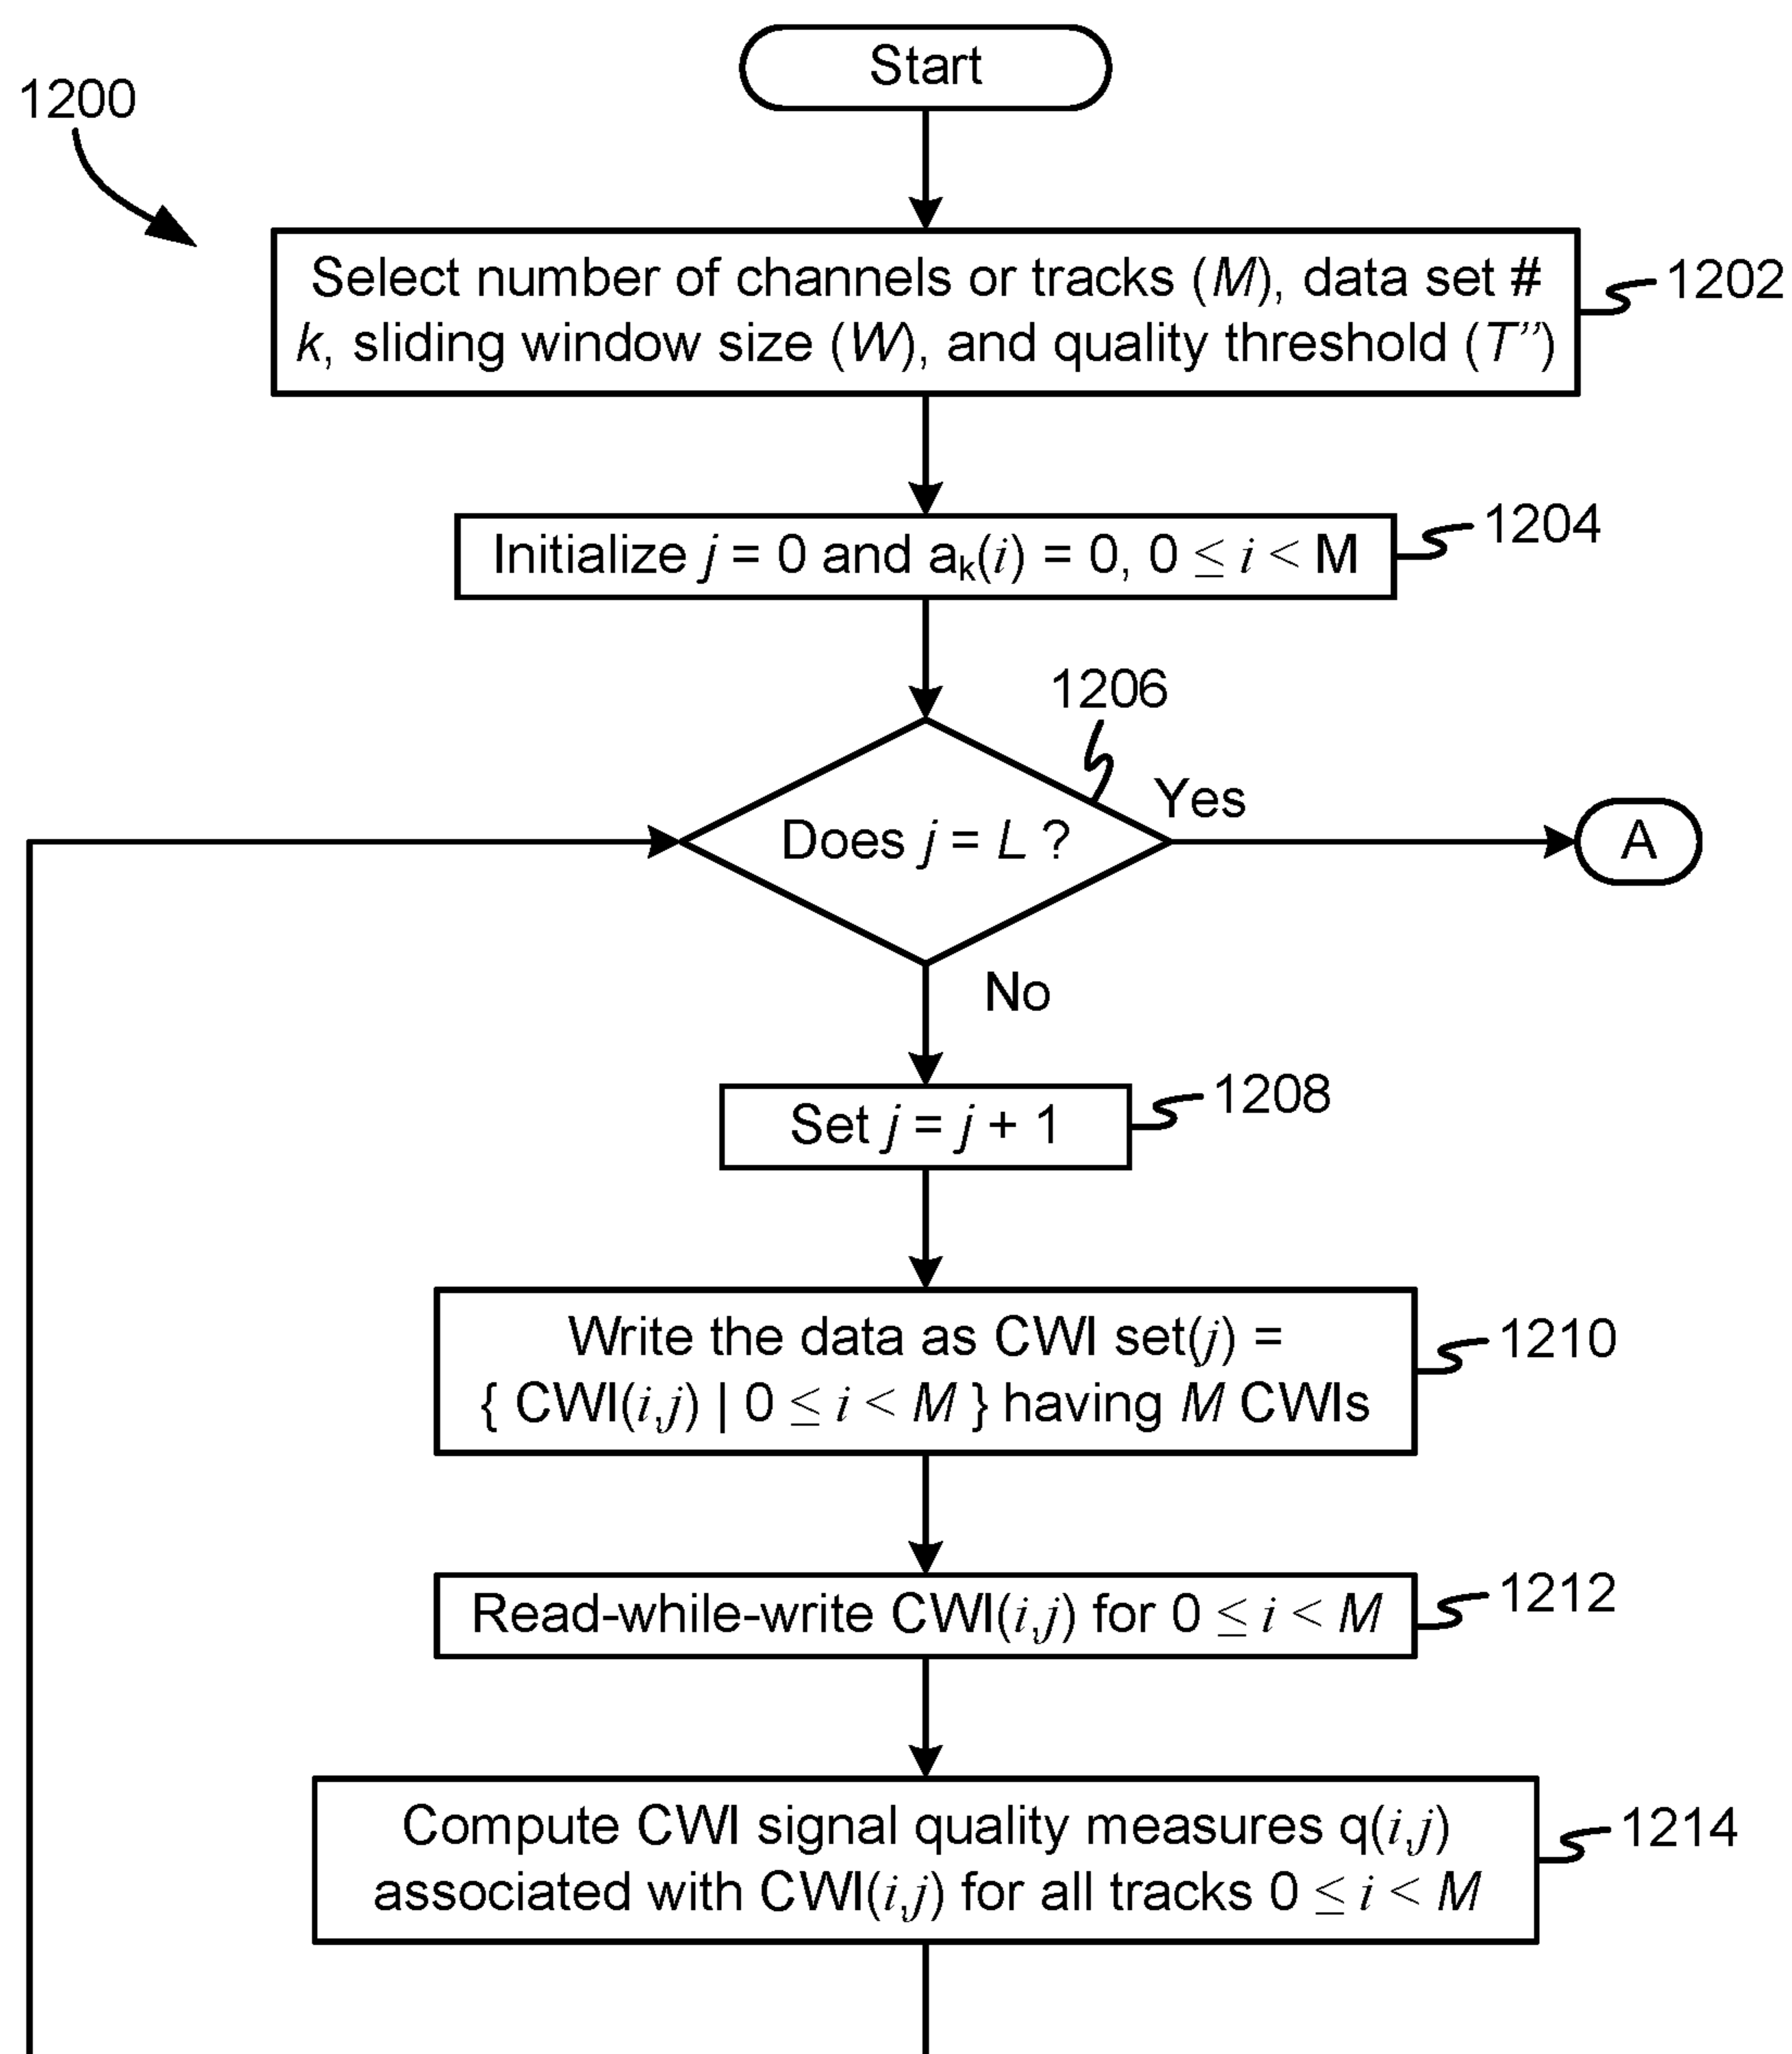 Start
1200
Select number of channels or tracks (M), data set #
k, sliding window size (W), and quality threshold (T’’)
1202
Initialize j = 0 and aₖ(i) = 0, 0 ≤ i < M
1204
1206
Does j = L ?
Yes
A
No
Set j = j + 1
1208
Write the data as CWI set(j) =
{ CWI(i,j) | 0 ≤ i < M } having M CWIs
1210
Read-while-write CWI(i,j) for 0 ≤ i < M
1212
Compute CWI signal quality measures q(i,j)
associated with CWI(i,j) for all tracks 0 ≤ i < M
1214